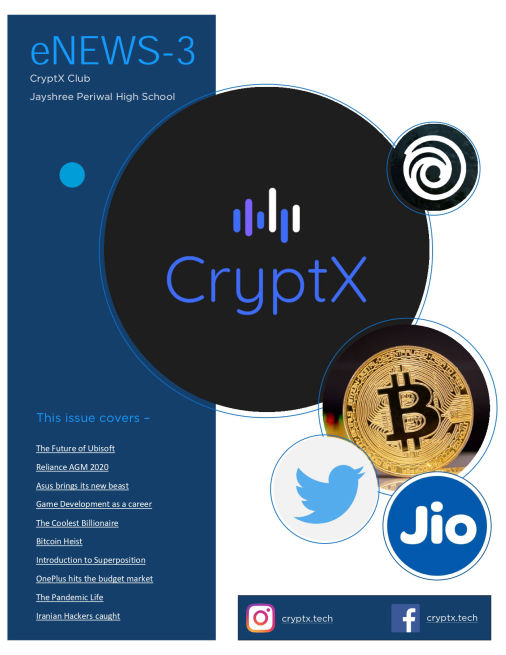 eNEWS-3
CryptX Club
Jayshree Periwal High School
CryptX
Jio
This issue covers –
The Future of Ubisoft
Reliance AGM 2020
Asus brings its new beast
Game Development as a career
The Coolest Billionaire
Bitcoin Heist
Introduction to Superposition
OnePlus hits the budget market
The Pandemic Life
Iranian Hackers caught
cryptx.tech
cryptx.tech